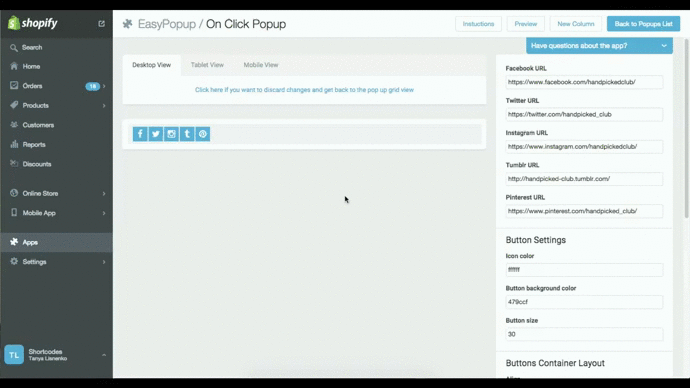 shopify
EasyPopup / On Click Popup
Instuctions
Preview
New Column
Back to Popups List
Search
Home
Orders
18
Products
Customers
Reports
Discounts
Online Store
Mobile App
Apps
Settings
TL
Shortcodes
Tanya Lisnenko
Desktop View
Tablet View
Mobile View
Click here if you want to discard changes and get back to the pop up grid view
Have questions about the app?
Facebook URL
https://www.facebook.com/handpickedclub/
Twitter URL
https://twitter.com/handpicked_club
Instagram URL
https://www.instagram.com/handpickedclub/
Tumblr URL
http://handpicked-club.tumblr.com/
Pinterest URL
https://www.pinterest.com/handpicked_club/
Button Settings
Icon color
ffffff
Button background color
479ccf
Button size
30
Buttons Container Layout